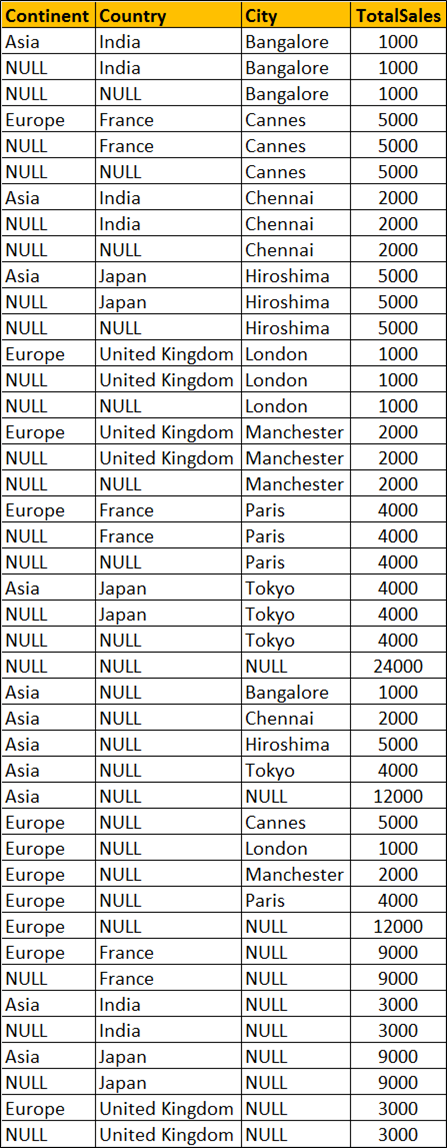 Continent Country City TotalSales
Asia India Bangalore 1000
NULL India Bangalore 1000
NULL NULL Bangalore 1000
Europe France Cannes 5000
NULL France Cannes 5000
NULL NULL Cannes 5000
Asia India Chennai 2000
NULL India Chennai 2000
NULL NULL Chennai 2000
Asia Japan Hiroshima 5000
NULL Japan Hiroshima 5000
NULL NULL Hiroshima 5000
Europe United Kingdom London 1000
NULL United Kingdom London 1000
NULL NULL London 1000
Europe United Kingdom Manchester 2000
NULL United Kingdom Manchester 2000
NULL NULL Manchester 2000
Europe France Paris 4000
NULL France Paris 4000
NULL NULL Paris 4000
Asia Japan Tokyo 4000
NULL Japan Tokyo 4000
NULL NULL Tokyo 4000
NULL NULL NULL 24000
Asia NULL Bangalore 1000
Asia NULL Chennai 2000
Asia NULL Hiroshima 5000
Asia NULL Tokyo 4000
Asia NULL NULL 12000
Europe NULL Cannes 5000
Europe NULL London 1000
Europe NULL Manchester 2000
Europe NULL Paris 4000
Europe NULL NULL 12000
Europe France NULL 9000
NULL France NULL 9000
Asia India NULL 3000
NULL India NULL 3000
Asia Japan NULL 9000
NULL Japan NULL 9000
Europe United Kingdom NULL 3000
NULL United Kingdom NULL 3000